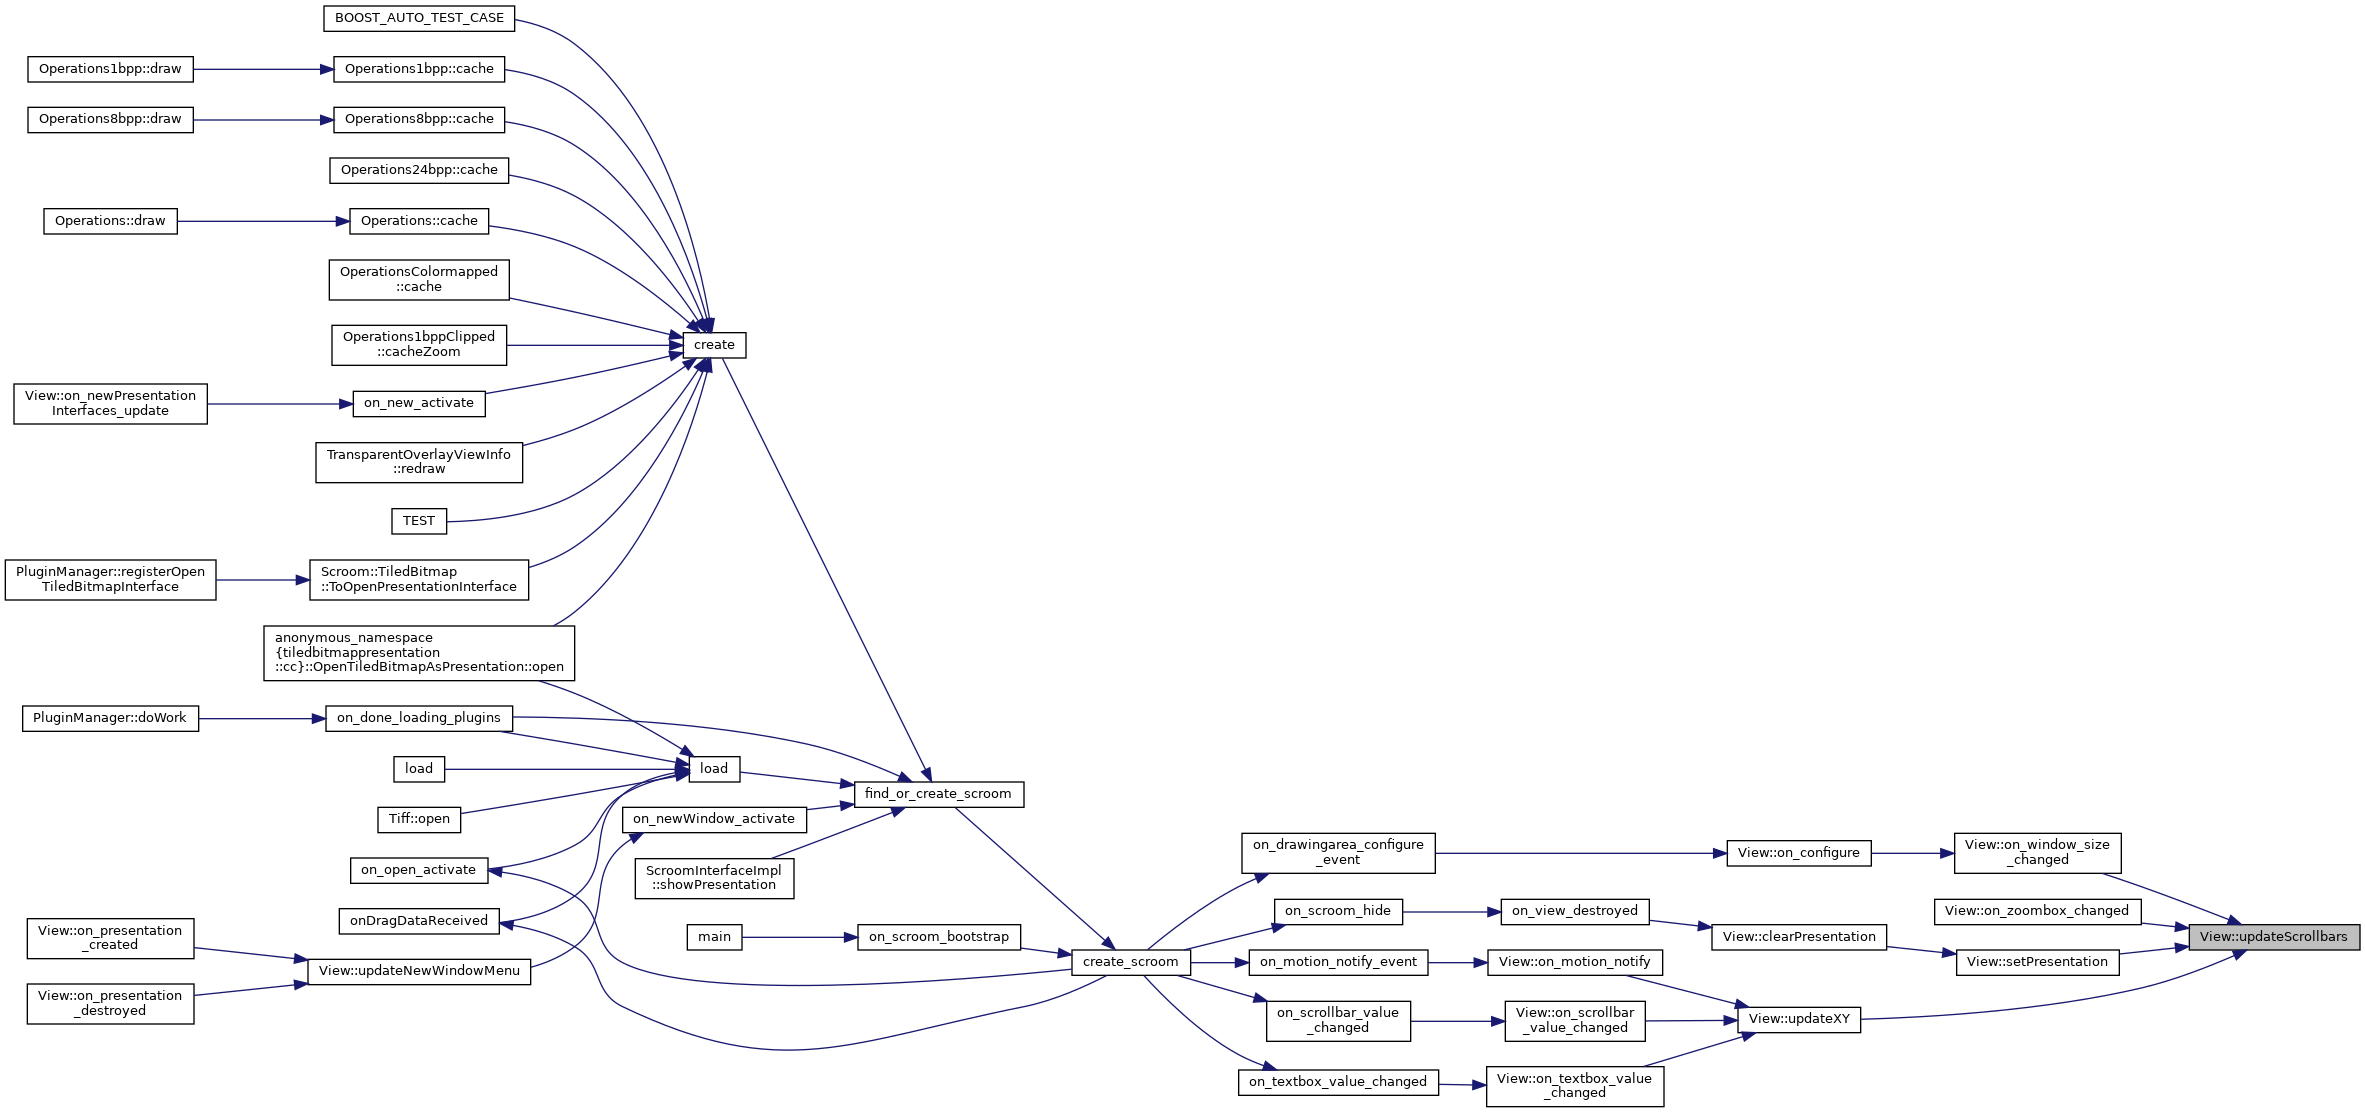 BOOST_AUTO_TEST_CASE
Operations1bpp::draw
Operations1bpp::cache
Operations8bpp::draw
Operations8bpp::cache
Operations24bpp::cache
Operations::draw
Operations::cache
OperationsColormapped
::cache
Operations1bppClipped
::cacheZoom
create
View::on_newPresentation
Interfaces_update
on_new_activate
TransparentOverlayViewInfo
::redraw
TEST
PluginManager::registerOpen
TiledBitmapInterface
Scroom::TiledBitmap
::ToOpenPresentationInterface
anonymous_namespace
{tiledbitmappresentation
::cc}::OpenTiledBitmapAsPresentation::open
PluginManager::doWork
on_done_loading_plugins
load
load
Tiff::open
find_or_create_scroom
on_newWindow_activate
ScroomInterfaceImpl
::showPresentation
on_open_activate
onDragDataReceived
View::on_presentation
_created
View::updateNewWindowMenu
View::on_presentation
_destroyed
main
on_scroom_bootstrap
create_scroom
on_drawingarea_configure
_event
View::on_configure
View::on_window_size
_changed
on_scroom_hide
on_view_destroyed
View::clearPresentation
View::on_zoombox_changed
View::setPresentation
View::updateScrollbars
on_motion_notify_event
View::on_motion_notify
on_scrollbar_value
_changed
View::on_scrollbar
_value_changed
View::updateXY
on_textbox_value_changed
View::on_textbox_value
_changed